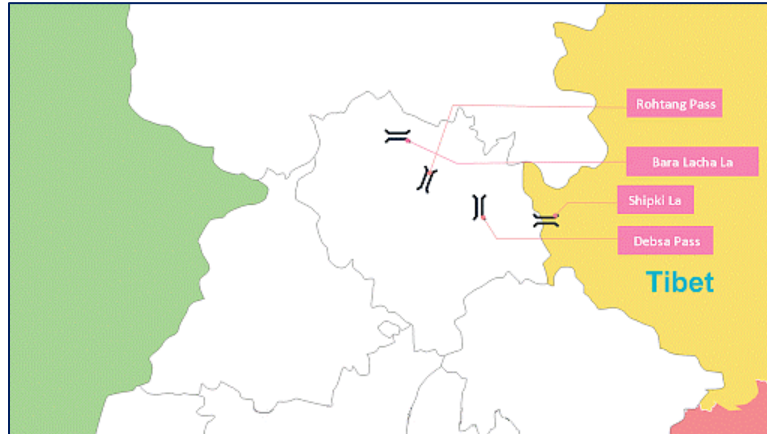 Rohtang Pass
Bara Lacha La
Shipki La
Debsa Pass
Tibet